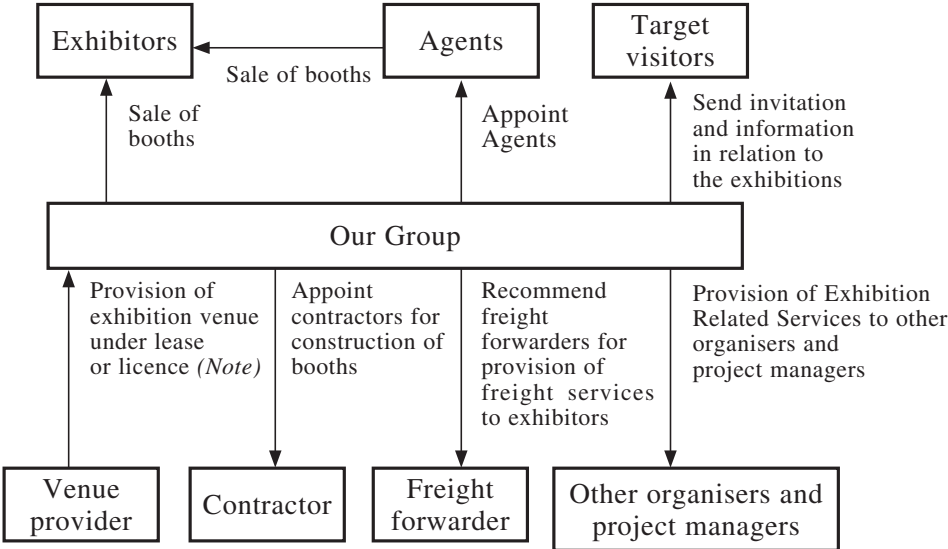 Exhibitors
Agents
Target
visitors
Sale of booths
Sale of
booths
Appoint
Agents
Send invitation
and information
in relation to
the exhibitions
Our Group
Provision of
exhibition venue
under lease
or licence (Note)
Appoint
contractors for
construction of
booths
Recommend
freight
forwarders for
provision of
freight services
to exhibitors
Provision of Exhibition
Related Services to other
organisers and
project managers
Venue
provider
Contractor
Freight
forwarder
Other organisers and
project managers